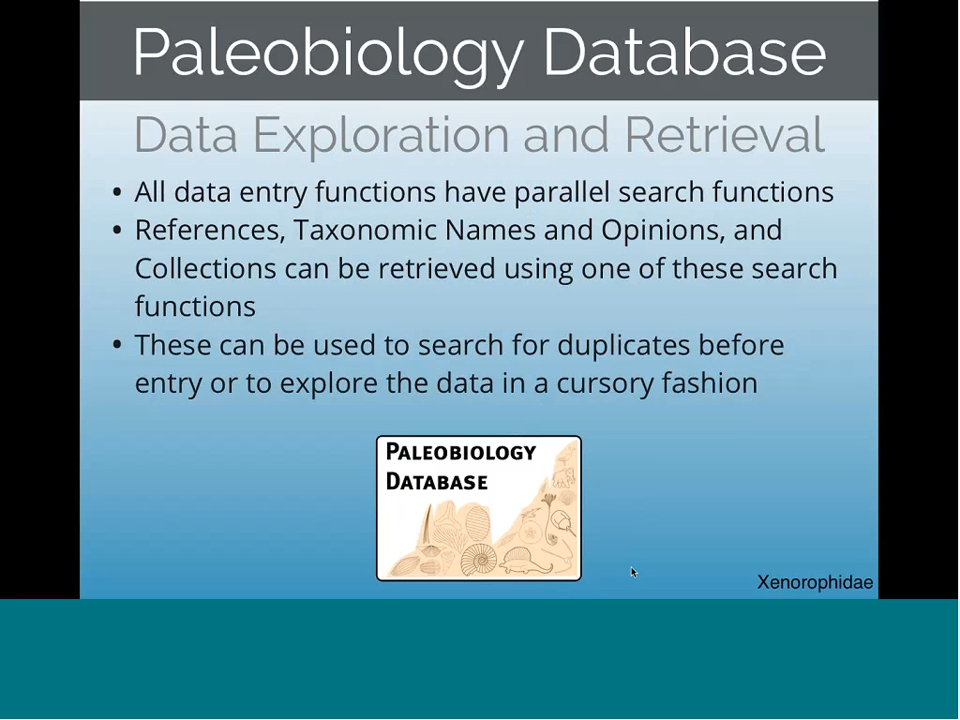 Paleobiology Database
Data Exploration and Retrieval
• All data entry functions have parallel search functions
• References, Taxonomic Names and Opinions, and
Collections can be retrieved using one of these search
functions
• These can be used to search for duplicates before
entry or to explore the data in a cursory fashion
PALEOBIOLOGY
DATABASE
Xenorophidae